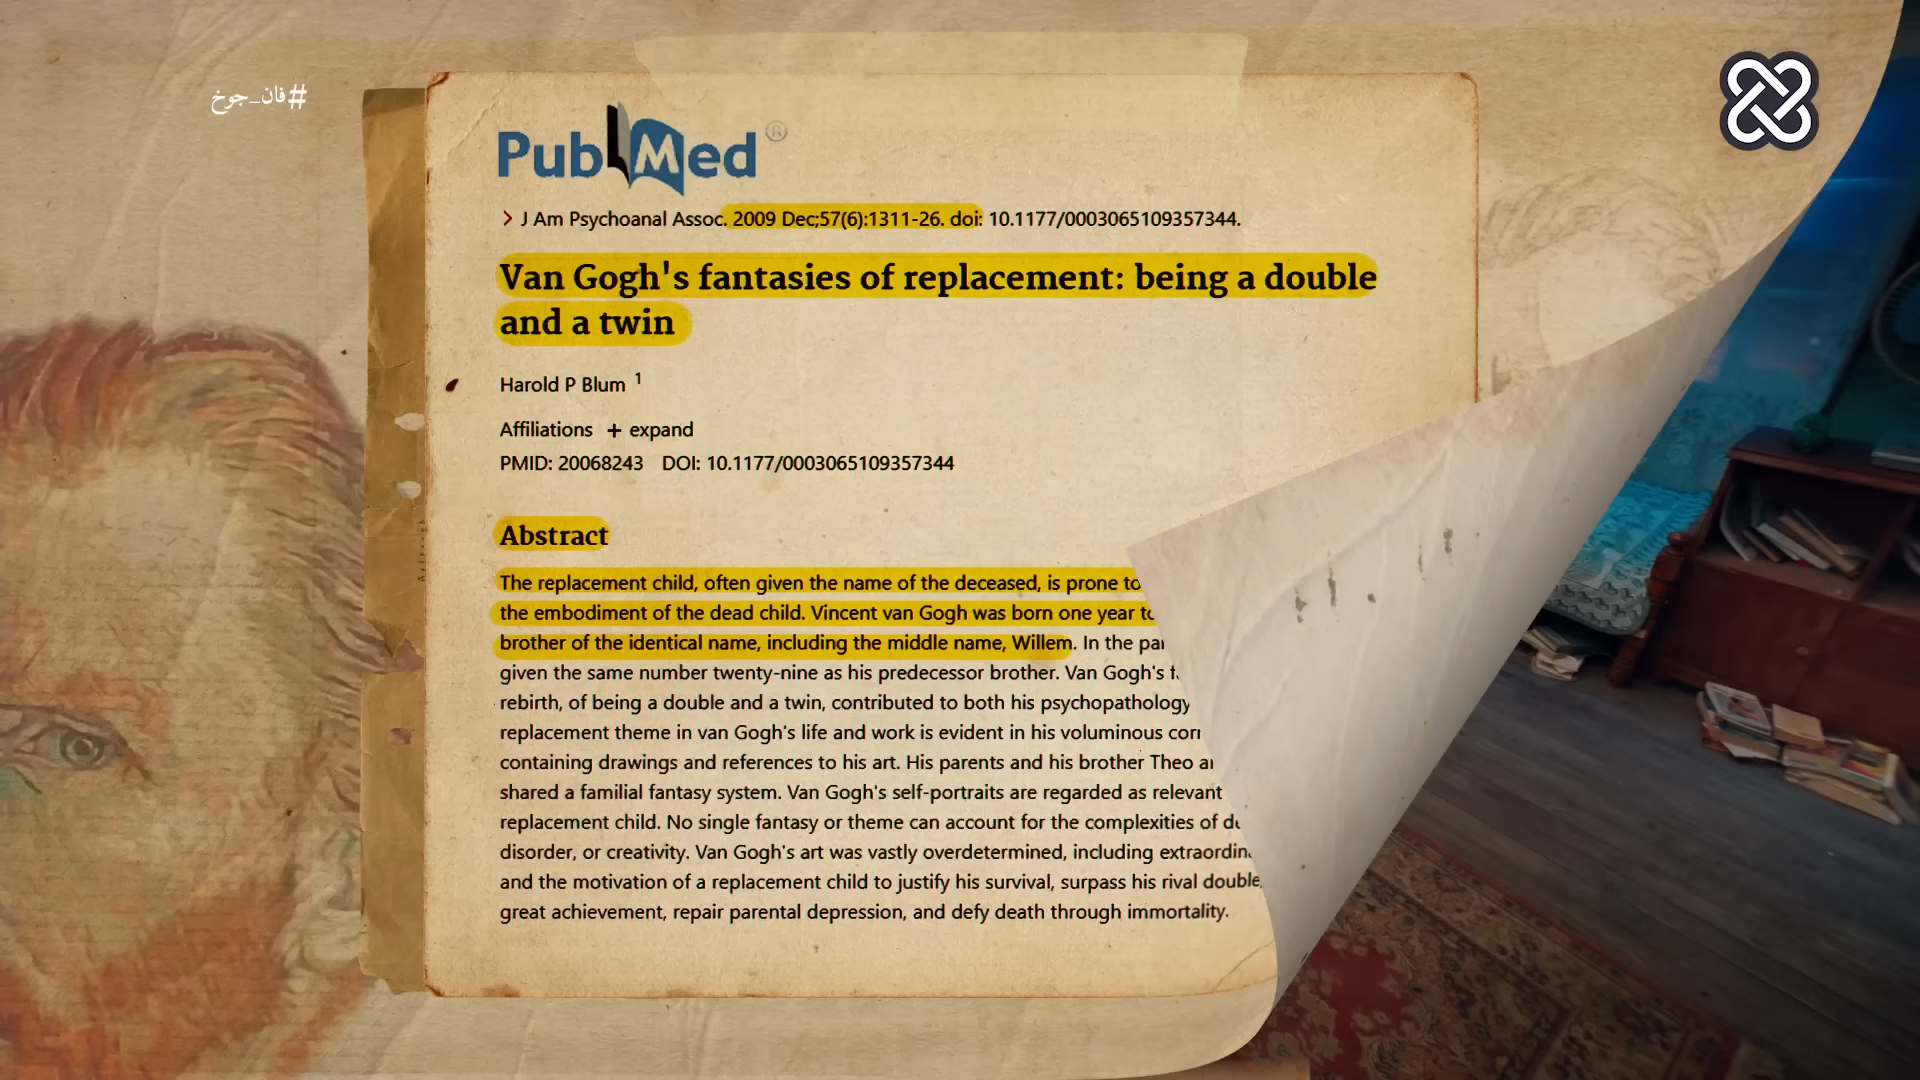 #فان_جوخ
PubMed®
> J Am Psychoanal Assoc. 2009 Dec;57(6):1311-26. doi: 10.1177/0003065109357344.
Van Gogh's fantasies of replacement: being a double
and a twin
Harold P Blum 1
Affiliations + expand
PMID: 20068243 DOI: 10.1177/0003065109357344
Abstract
The replacement child, often given the name of the deceased, is prone to
the embodiment of the dead child. Vincent van Gogh was born one year
brother of the identical name, including the middle name, Willem. In the
given the same number twenty-nine as his predecessor brother. Van Gogh's
rebirth, of being a double and a twin, contributed to both his psychopathology
replacement theme in van Gogh's life and work is evident in his voluminous
containing drawings and references to his art. His parents and his brother Theo
shared a familial fantasy system. Van Gogh's self-portraits are regarded as relevant
replacement child. No single fantasy or theme can account for the complexities of
disorder, or creativity. Van Gogh's art was vastly overdetermined, including
and the motivation of a replacement child to justify his survival, surpass his rival double,
great achievement, repair parental depression, and defy death through immortality.